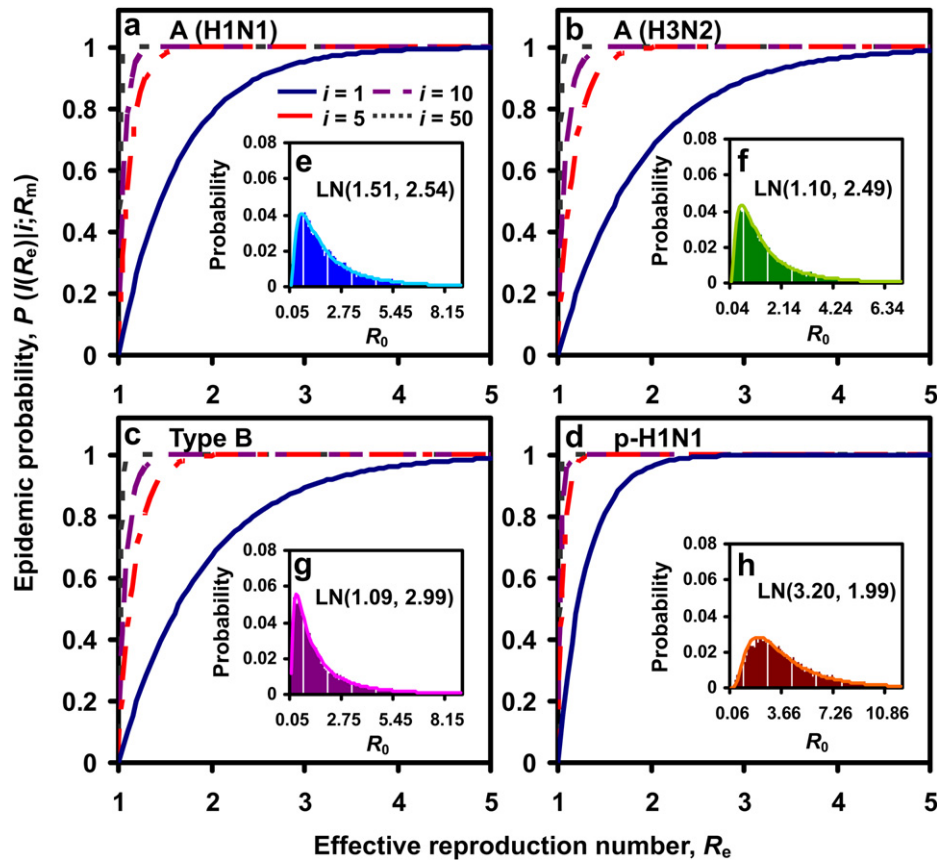 Epidemic probability, P (I(Re)|i;Rm)
a A (H1N1)
1
0.8
0.6
0.4
0.2
0
1 2 3 4 5
i = 1 i = 10
i = 5 i = 50
e
LN(1.51, 2.54)
Probability
0.08
0.06
0.04
0.02
0
0.05 2.75 5.45 8.15
R0
b A (H3N2)
1
0.8
0.6
0.4
0.2
0
1 2 3 4 5
f
LN(1.10, 2.49)
Probability
0.08
0.06
0.04
0.02
0
0.04 2.14 4.24 6.34
R0
c Type B
1
0.8
0.6
0.4
0.2
0
1 2 3 4 5
g
LN(1.09, 2.99)
Probability
0.08
0.06
0.04
0.02
0
0.05 2.75 5.45 8.15
R0
d p-H1N1
1
0.8
0.6
0.4
0.2
0
1 2 3 4 5
h
LN(3.20, 1.99)
Probability
0.08
0.06
0.04
0.02
0
0.06 3.66 7.26 10.86
R0
Effective reproduction number, Re